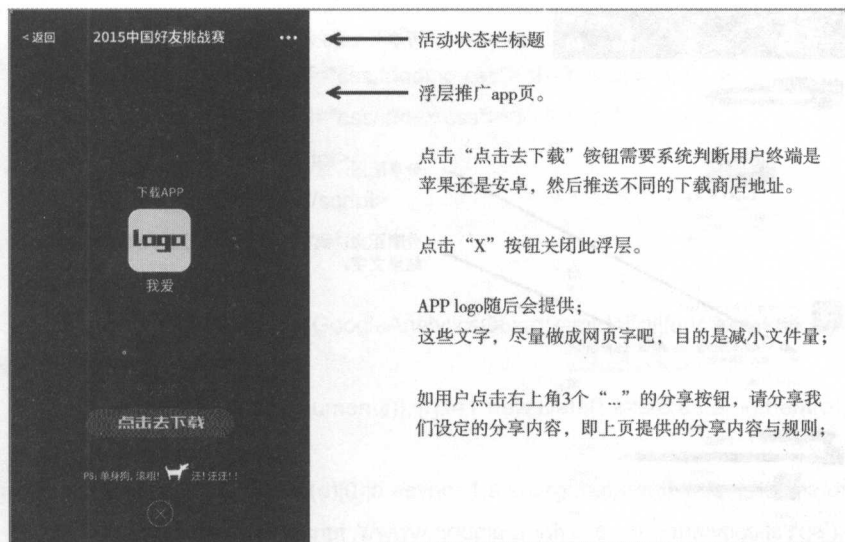 < 返回 2015中国好友挑战赛 •••
活动状态栏标题
浮层推广app页。
点击“点击去下载”铵钮需要系统判断用户终端是
苹果还是安卓，然后推送不同的下载商店地址。
下载APP
logo
我爱
点击“X”按钮关闭此浮层。
APP logo随后会提供；
这些文字，尽量做成网页字吧，目的是减小文件量；
如用户点击右上角3个“...”的分享按钮，请分享我
们设定的分享内容，即上页提供的分享内容与规则；
点击去下载
PS: 单身狗, 滚粗! 汪! 汪汪! !